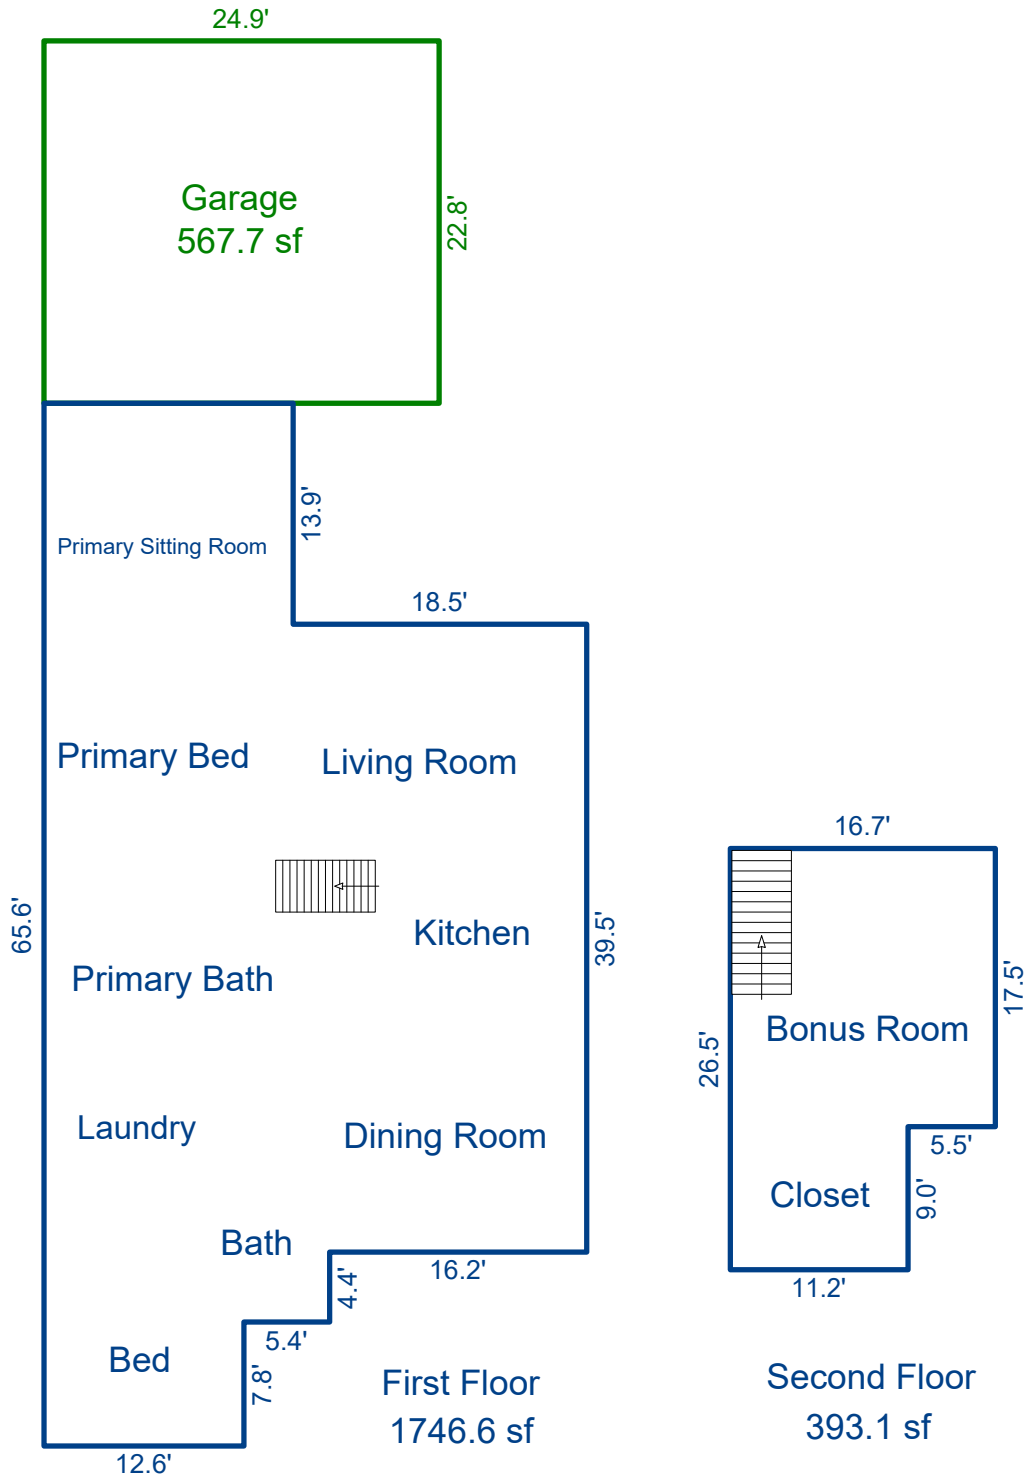 24.9'
Garage
567.7 sf
22.8'
13.9'
Primary Sitting Room
18.5'
Primary Bed
Living Room
16.7'
65.6'
Kitchen
39.5'
Primary Bath
17.5'
Bonus Room
26.5'
Laundry
Dining Room
5.5'
Closet
9.0'
Bath
16.2'
4.4'
11.2'
5.4'
Bed
7.8'
First Floor
1746.6 sf
Second Floor
393.1 sf
12.6'